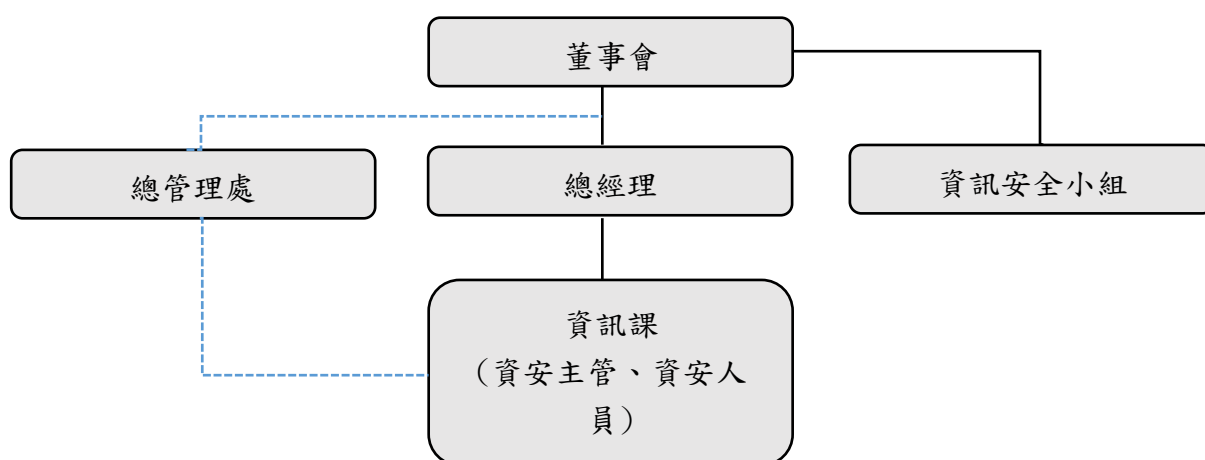 董事會
總管理處
總經理
資訊安全小組
資訊課
（資安主管、資安人
員）